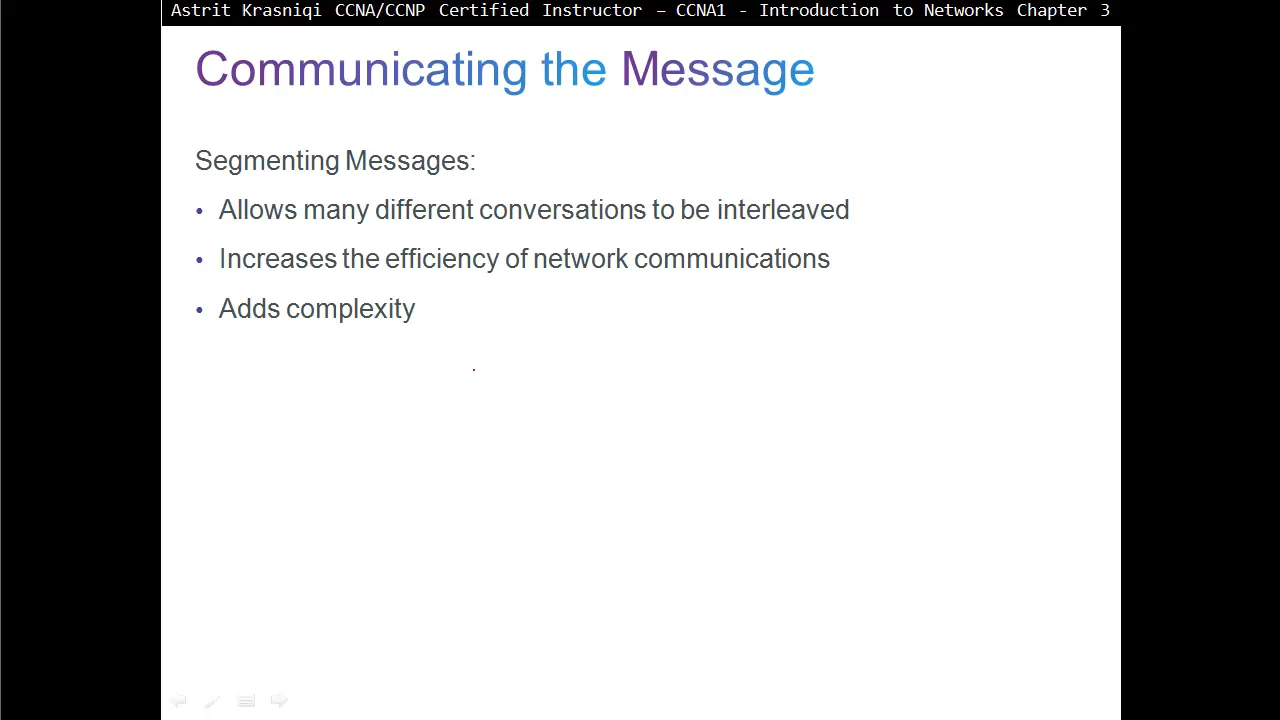 Astrit Krasniqi CCNA/CCNP Certified Instructor – CCNA1 - Introduction to Networks Chapter 3
Communicating the Message
Segmenting Messages:
• Allows many different conversations to be interleaved
• Increases the efficiency of network communications
• Adds complexity